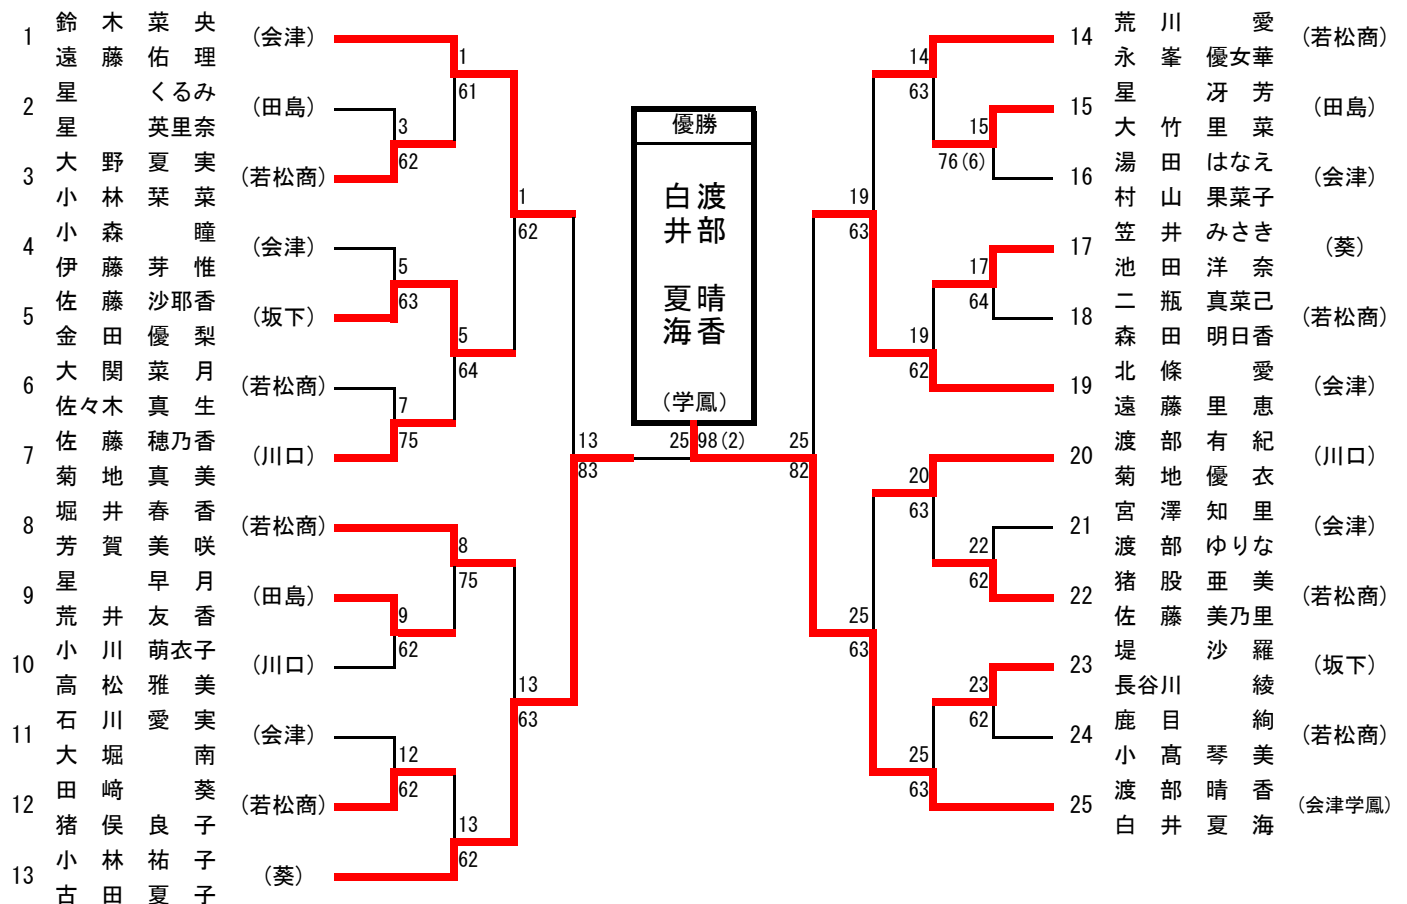 1 鈴木菜央 (会津)
遠藤佑理
2 星 くるみ (田島)
星 英里奈
3 大野夏実 (若松商)
小林栞菜
4 小森 瞳 (会津)
伊藤芽惟
5 佐藤沙耶香 (坂下)
金田優梨
6 大関菜月 (若松商)
佐々木真生
7 佐藤穂乃香 (川口)
菊地真美
8 堀井春香 (若松商)
芳賀美咲
9 星 早月 (田島)
荒井友香
10 小川萌衣子 (川口)
高松雅美
11 石川愛実 (会津)
大堀 南
12 田﨑 葵 (若松商)
猪俣良子
13 小林祐子 (葵)
古田夏子
1
61
3
62
1
62
5
63
5
64
7
75
13
83
8
75
9
62
13
63
12
62
13
62
優勝
渡部 晴香
白井 夏海
(学鳳)
25 98(2)
14
63
15
76(6)
19
63
17
64
19
62
25
82
20
63
22
62
25
63
23
62
25
63
14 荒川 愛 (若松商)
永峯優女華
15 星 冴芳 (田島)
大竹里菜
16 湯田はなえ (会津)
村山果菜子
17 笠井みさき (葵)
池田洋奈
18 二瓶真菜己 (若松商)
森田明日香
19 北條 愛 (会津)
遠藤里恵
20 渡部有紀 (川口)
菊地優衣
21 宮澤知里 (会津)
渡部ゆりな
22 猪股亜美 (若松商)
佐藤美乃里
23 堤 沙羅 (坂下)
長谷川 綾
24 鹿目 絢 (若松商)
小髙琴美
25 渡部晴香 (会津学鳳)
白井夏海